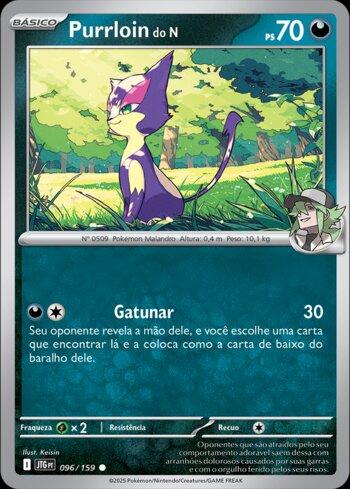 BÁSICO
Purrloin do N
PS 70
Nº 0509 Pokémon Malandro Altura: 0,4 m Peso: 10,1 kg
Gatunar 30
Seu oponente revela a mão dele, e você escolhe uma carta
que encontrar lá e a coloca como a carta de baixo do
baralho dele.
Fraqueza × 2 Resistência Recuo
Ilust. Keisin
I JTG PT 096/159
Oponentes que são atraídos pelo seu
comportamento adorável saem dessa com
arranhões dolorosos causados por suas garras
e com o orgulho ferido pelos seus risos.
©2025 Pokémon/Nintendo/Creatures/GAME FREAK